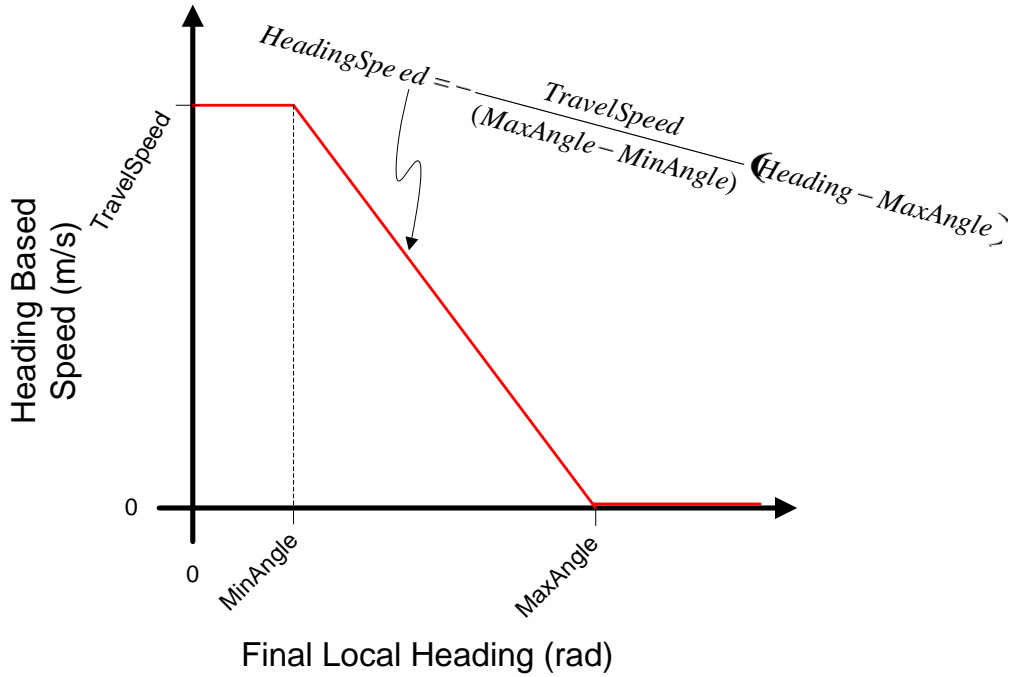 HeadingSpe ed = − TravelSpeed / (MaxAngle − MinAngle) (Heading − MaxAngle)
TravelSpeed
Heading Based
Speed (m/s)
0
0
MinAngle
MaxAngle
Final Local Heading (rad)